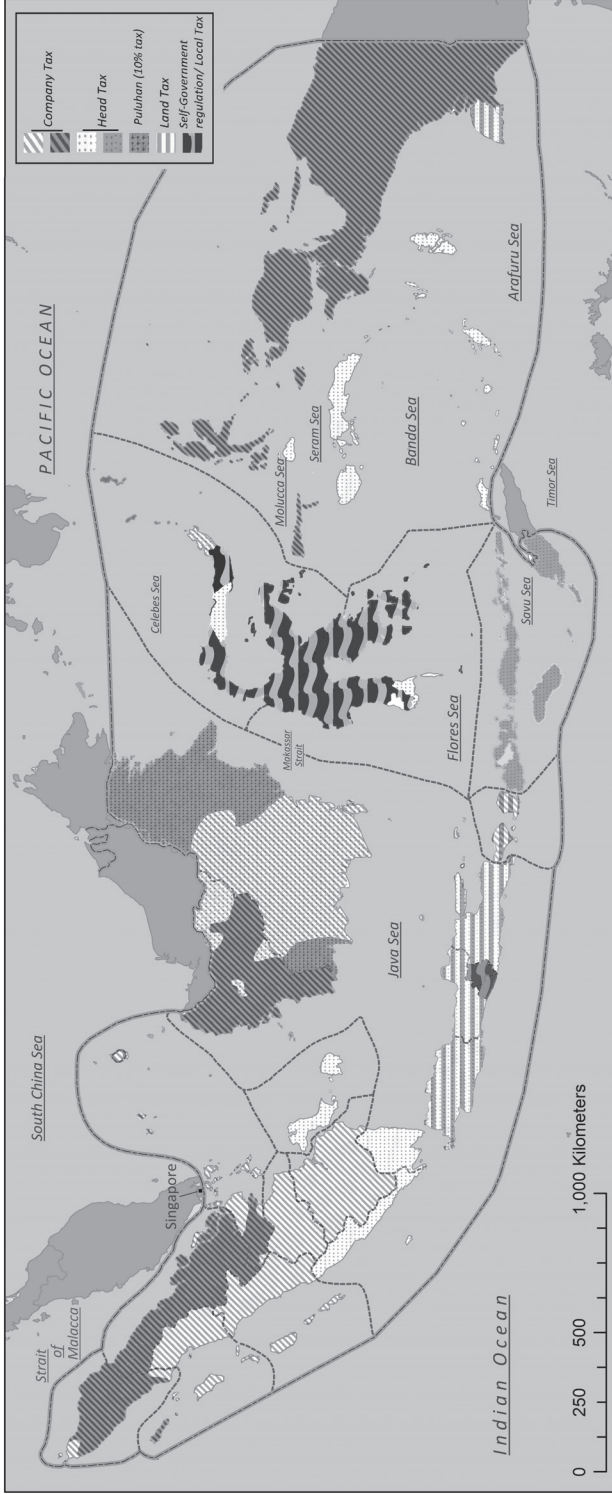 PACIFIC OCEAN
South China Sea
Strait
of
Malacca
Singapore
Celebes Sea
Makassar
Strait
Molucca Sea
Seram Sea
Banda Sea
Arafuru Sea
Java Sea
Flores Sea
Savu Sea
Timor Sea
Indian Ocean
0 250 500 1,000 Kilometers
Company Tax
Head Tax
Puluhan (10% tax)
Land Tax
Self-Government
regulation/ Local Tax